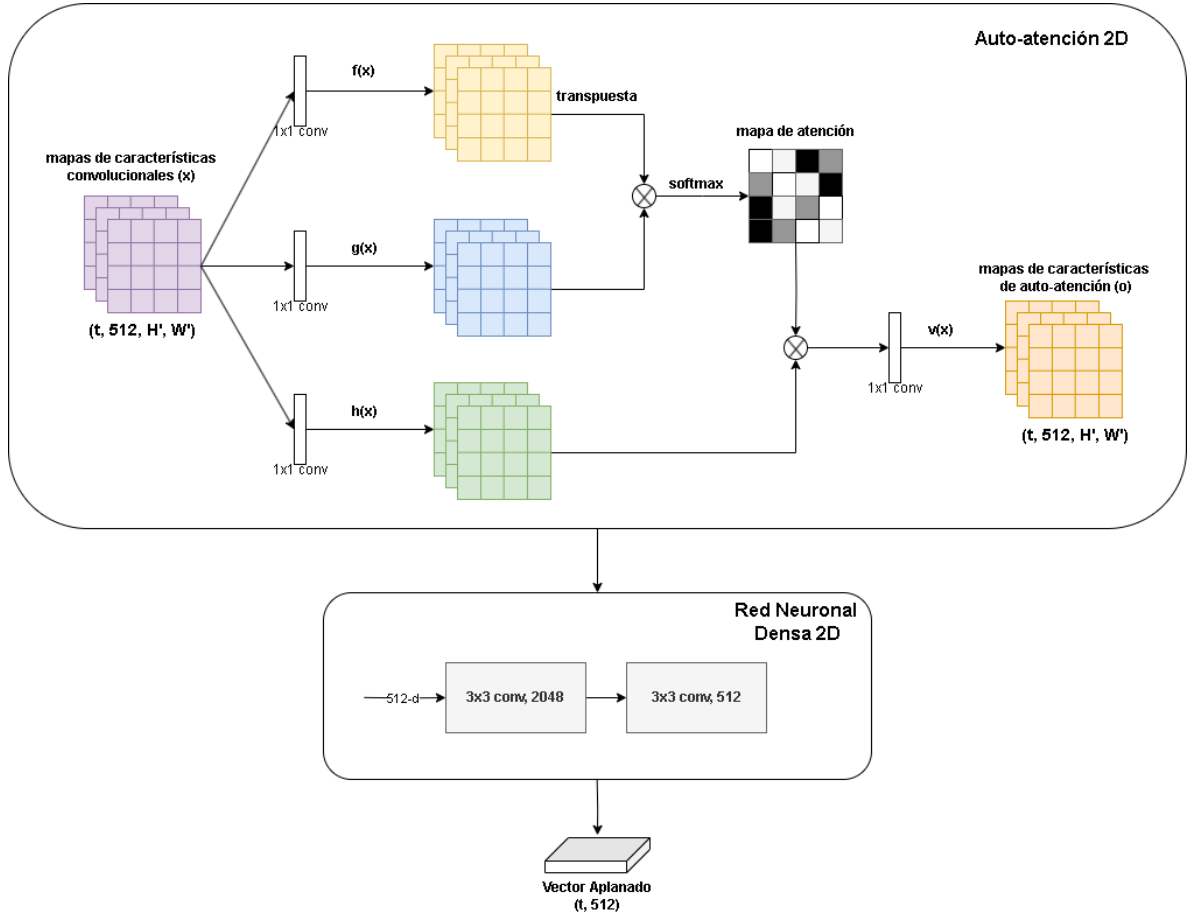 Auto-atención 2D
f(x)
1x1 conv
transpuesta
mapa de atención
mapas de característícas
convolucionales (x)
(t, 512, H', W')
softmax
g(x)
1x1 conv
mapas de características
de auto-atención (o)
v(x)
1x1 conv
(t, 512, H', W')
h(x)
1x1 conv
Red Neuronal
Densa 2D
512-d
3x3 conv, 2048
3x3 conv, 512
Vector Aplanado
(t, 512)